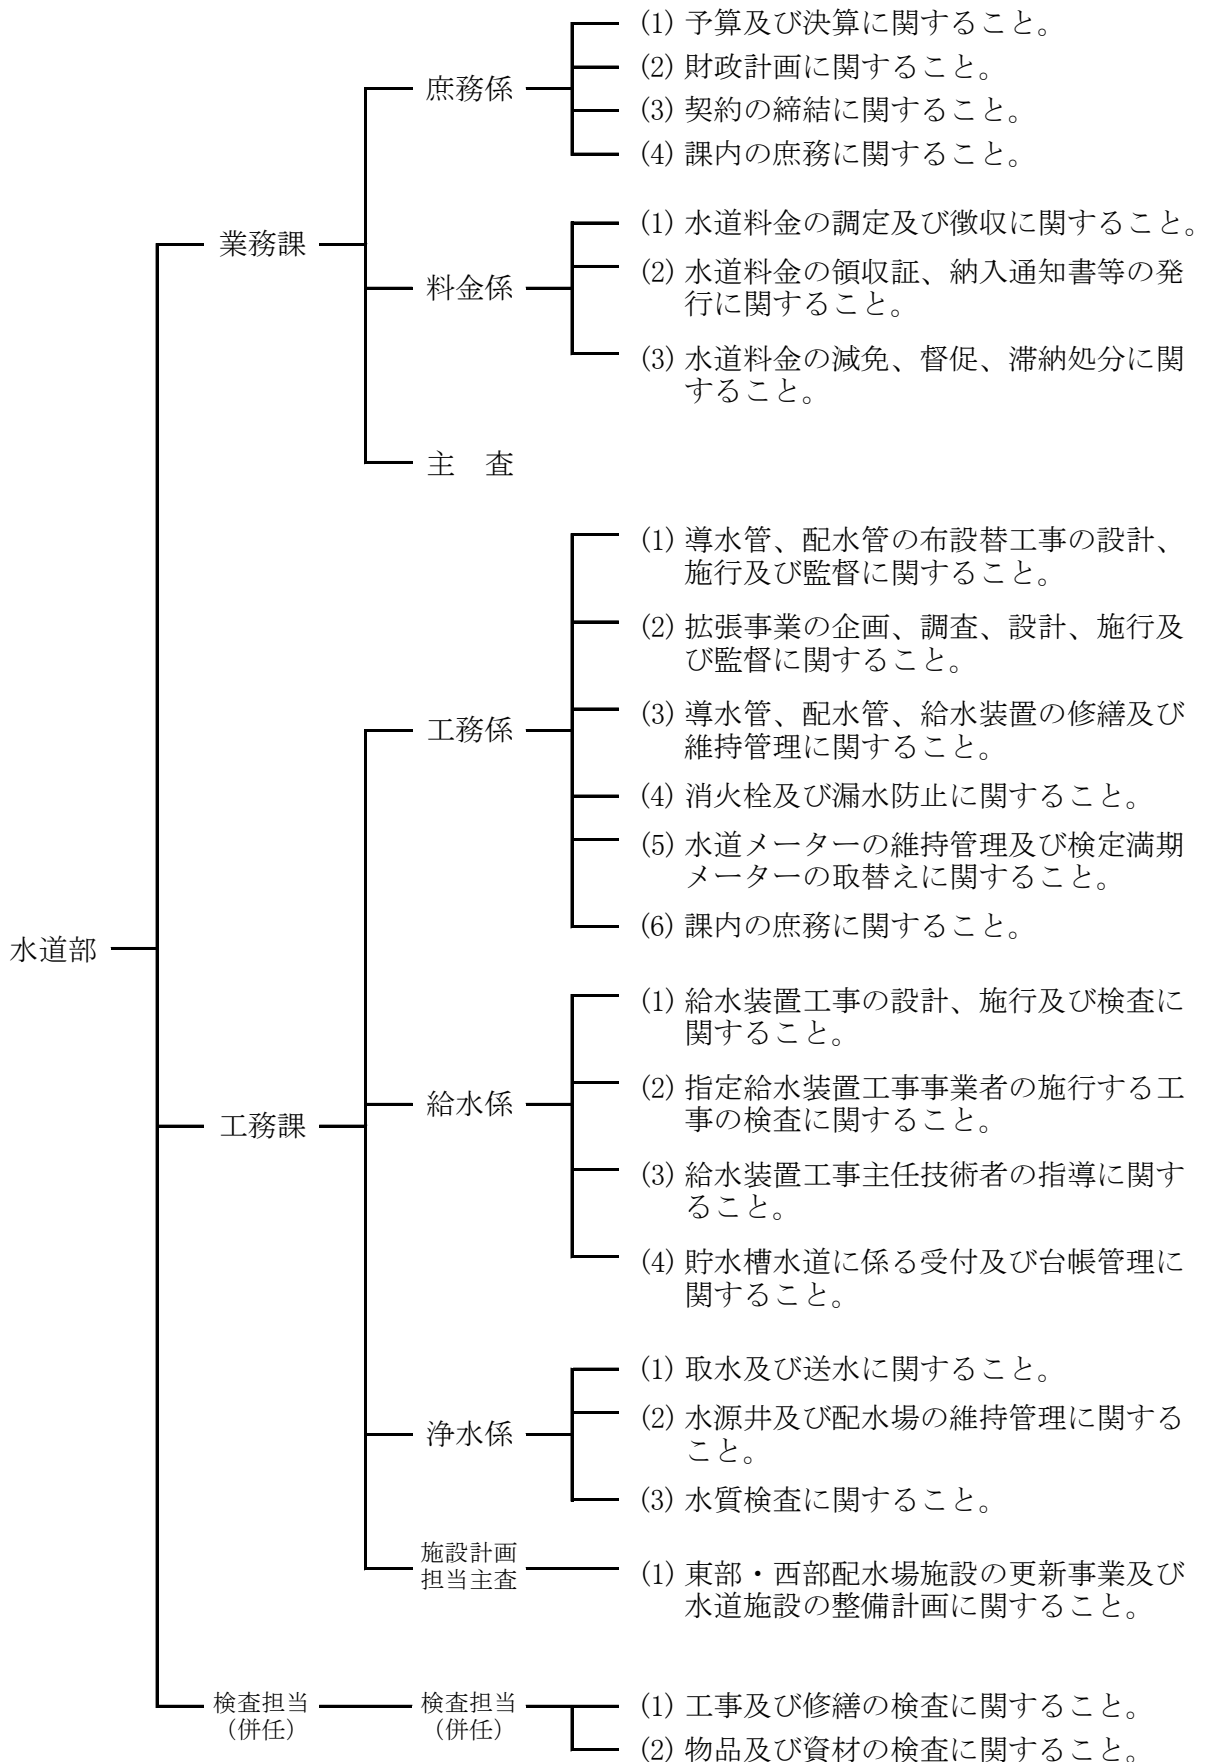 (1) 予算及び決算に関すること。
(2) 財政計画に関すること。
庶務係
(3) 契約の締結に関すること。
(4) 課内の庶務に関すること。
(1) 水道料金の調定及び徴収に関すること。
業務課
(2) 水道料金の領収証、納入通知書等の発
行に関すること。
料金係
(3) 水道料金の減免、督促、滞納処分に関
すること。
主　査
(1) 導水管、配水管の布設替工事の設計、
施行及び監督に関すること。
(2) 拡張事業の企画、調査、設計、施行及
び監督に関すること。
工務係
(3) 導水管、配水管、給水装置の修繕及び
維持管理に関すること。
(4) 消火栓及び漏水防止に関すること。
(5) 水道メーターの維持管理及び検定満期
メーターの取替えに関すること。
(6) 課内の庶務に関すること。
水道部
(1) 給水装置工事の設計、施行及び検査に
関すること。
給水係
(2) 指定給水装置工事事業者の施行する工
事の検査に関すること。
工務課
(3) 給水装置工事主任技術者の指導に関す
ること。
(4) 貯水槽水道に係る受付及び台帳管理に
関すること。
(1) 取水及び送水に関すること。
浄水係
(2) 水源井及び配水場の維持管理に関する
こと。
(3) 水質検査に関すること。
施設計画
担当主査
(1) 東部・西部配水場施設の更新事業及び
水道施設の整備計画に関すること。
検査担当
(併任)
検査担当
(併任)
(1) 工事及び修繕の検査に関すること。
(2) 物品及び資材の検査に関すること。